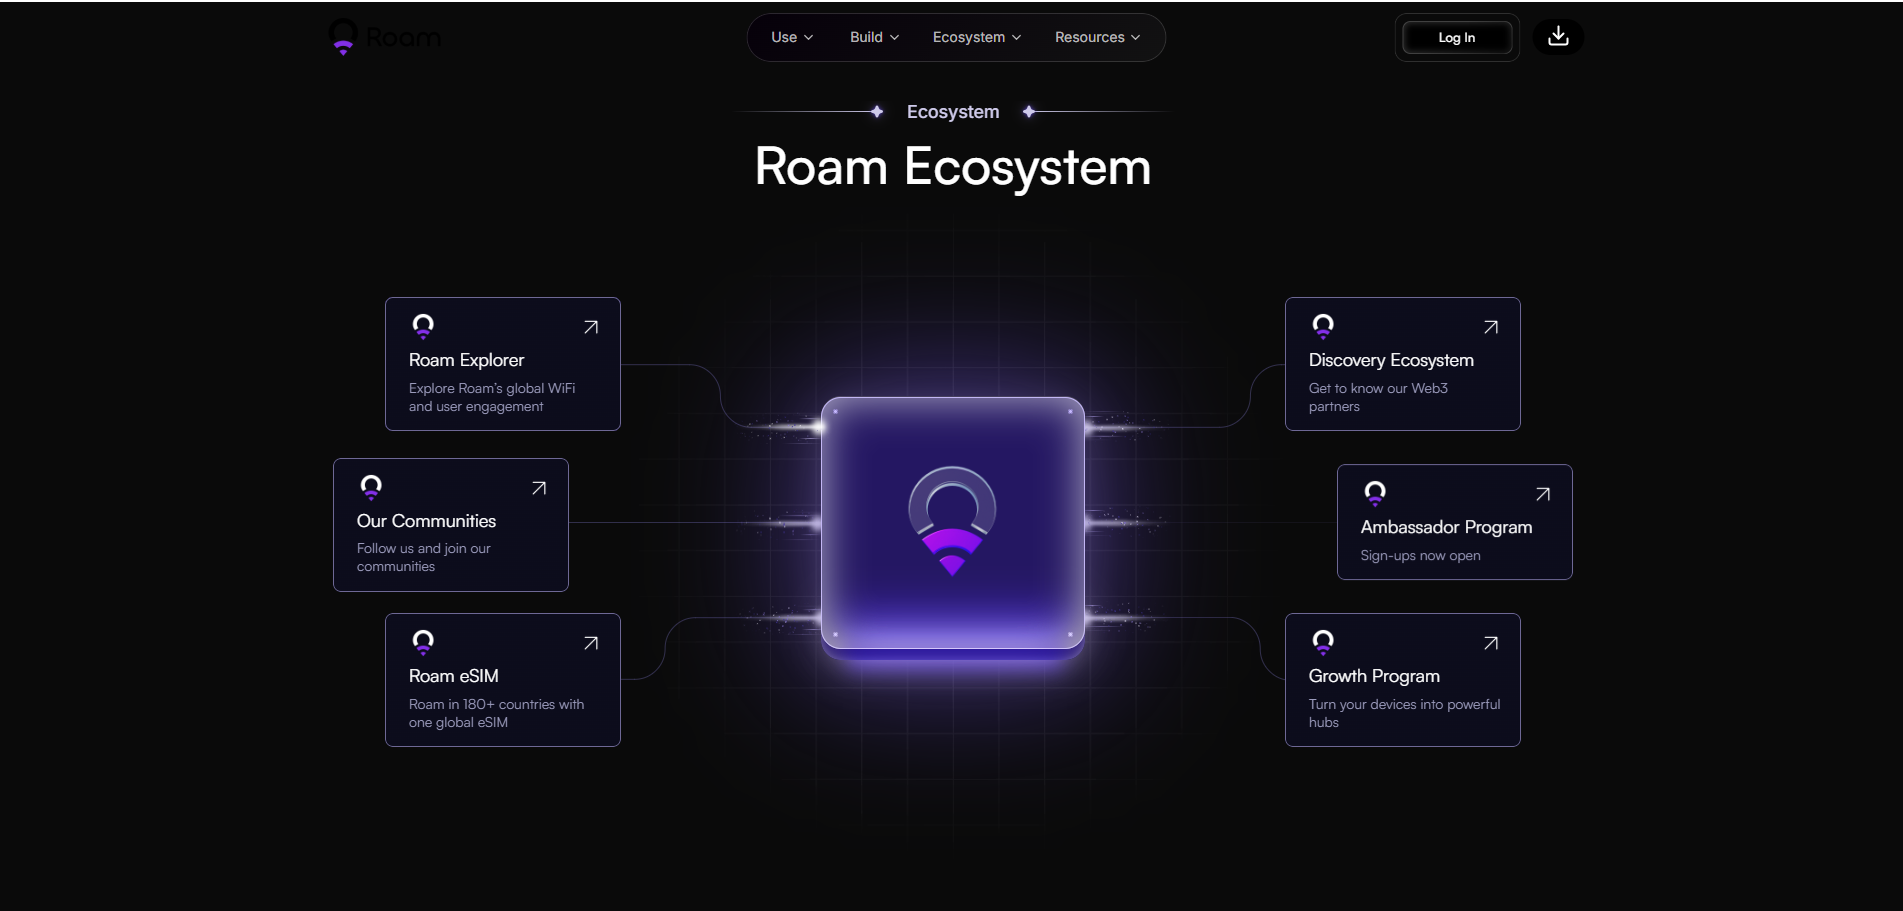 Roam
Use
Build
Ecosystem
Resources
Log In
Ecosystem
Roam Ecosystem
Roam Explorer
Explore Roam's global WiFi
and user engagement
Our Communities
Follow us and join our
communities
Roam eSIM
Roam in 180+ countries with
one global eSIM
Discovery Ecosystem
Get to know our Web3
partners
Ambassador Program
Sign-ups now open
Growth Program
Turn your devices into powerful
hubs